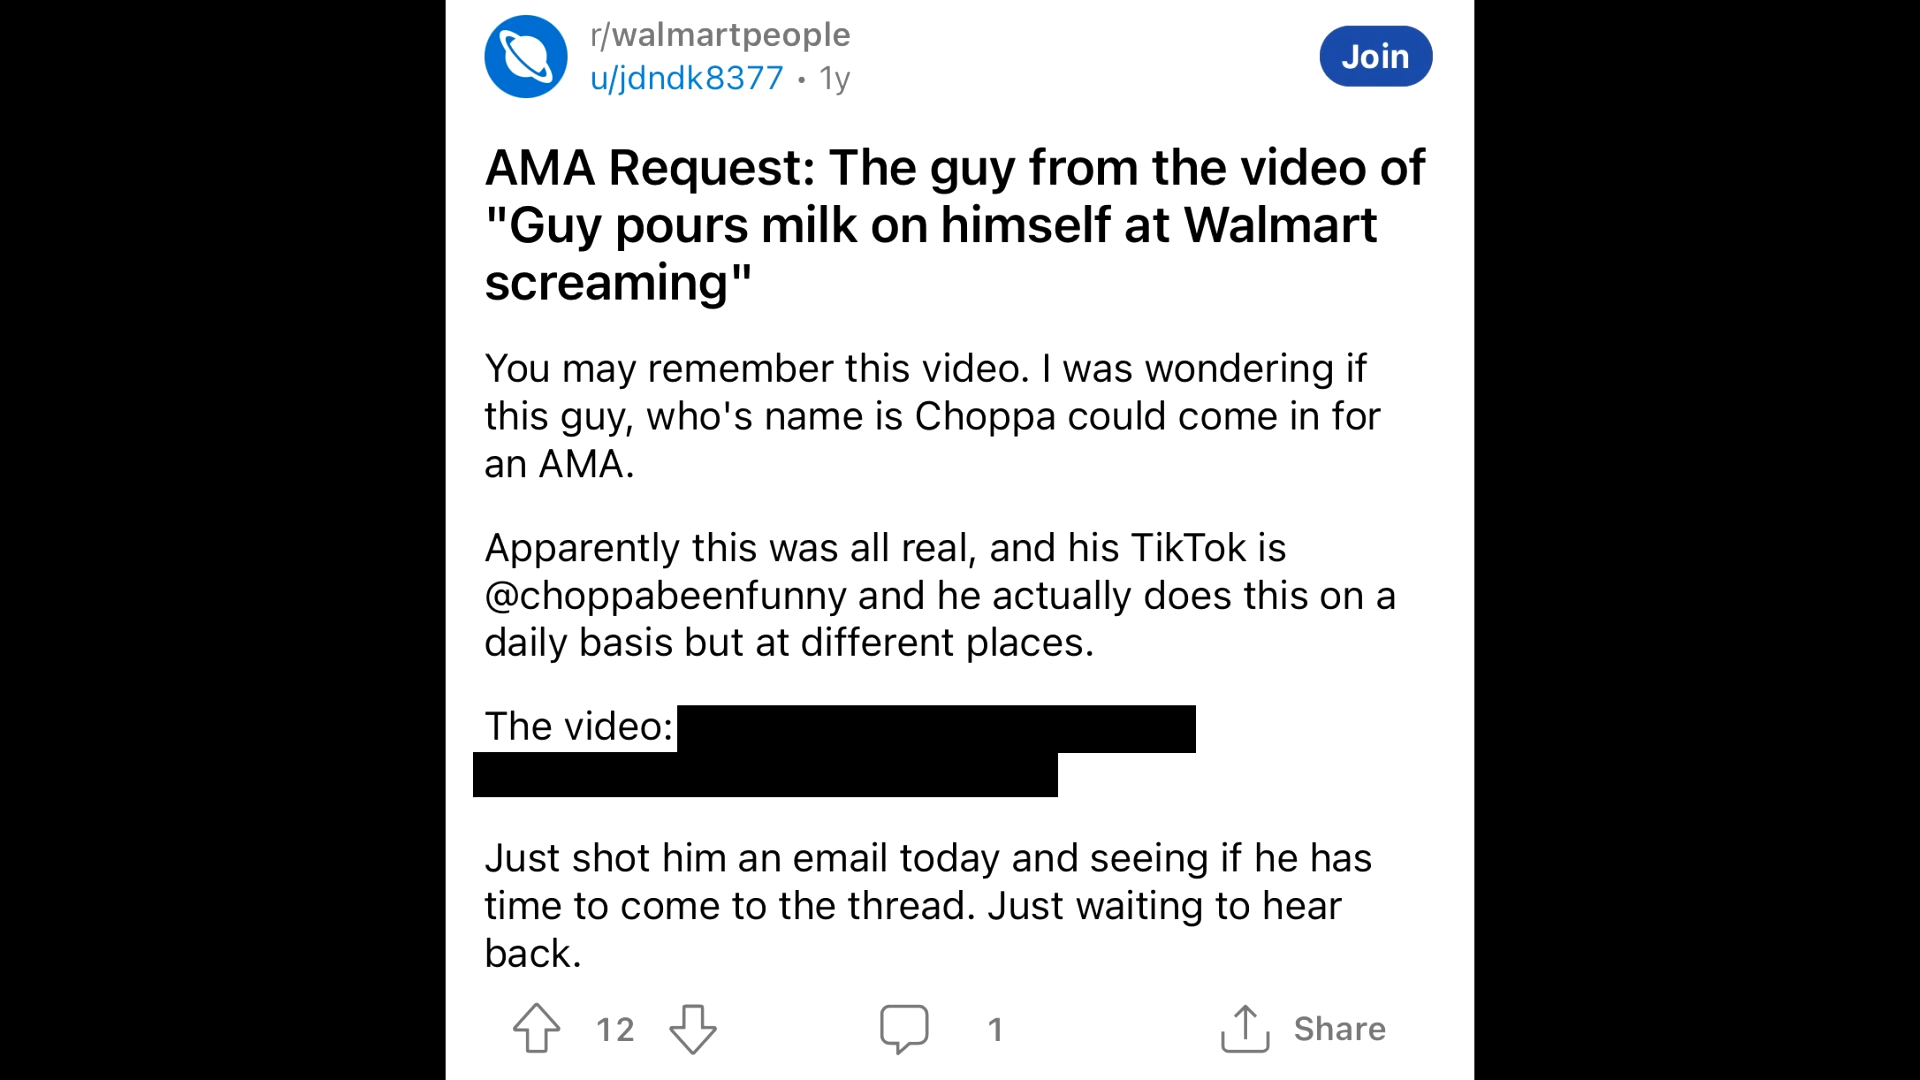 r/walmartpeople
u/jdndk8377 • 1y
Join
AMA Request: The guy from the video of
"Guy pours milk on himself at Walmart
screaming"
You may remember this video. I was wondering if
this guy, who's name is Choppa could come in for
an AMA.
Apparently this was all real, and his TikTok is
@choppabeenfunny and he actually does this on a
daily basis but at different places.
The video:
Just shot him an email today and seeing if he has
time to come to the thread. Just waiting to hear
back.
12
1
Share